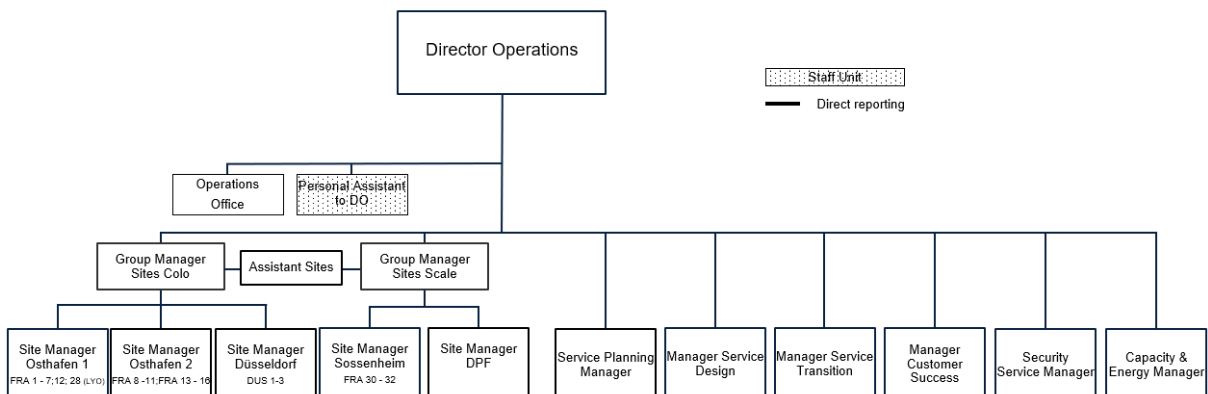 Director Operations
Staff Unit
Direct reporting
Operations
Office
Personal Assistant
to DO
Group Manager
Sites Colo
Assistant Sites
Group Manager
Sites Scale
Site Manager
Osthafen 1
FRA 1 - 7;12; 28 (LYO)
Site Manager
Osthafen 2
FRA 8 -11;FRA 13 - 16
Site Manager
Düsseldorf
DUS 1-3
Site Manager
Sossenheim
FRA 30 - 32
Site Manager
DPF
Service Planning
Manager
Manager Service
Design
Manager Service
Transition
Manager
Customer
Success
Security
Service Manager
Capacity &
Energy Manager